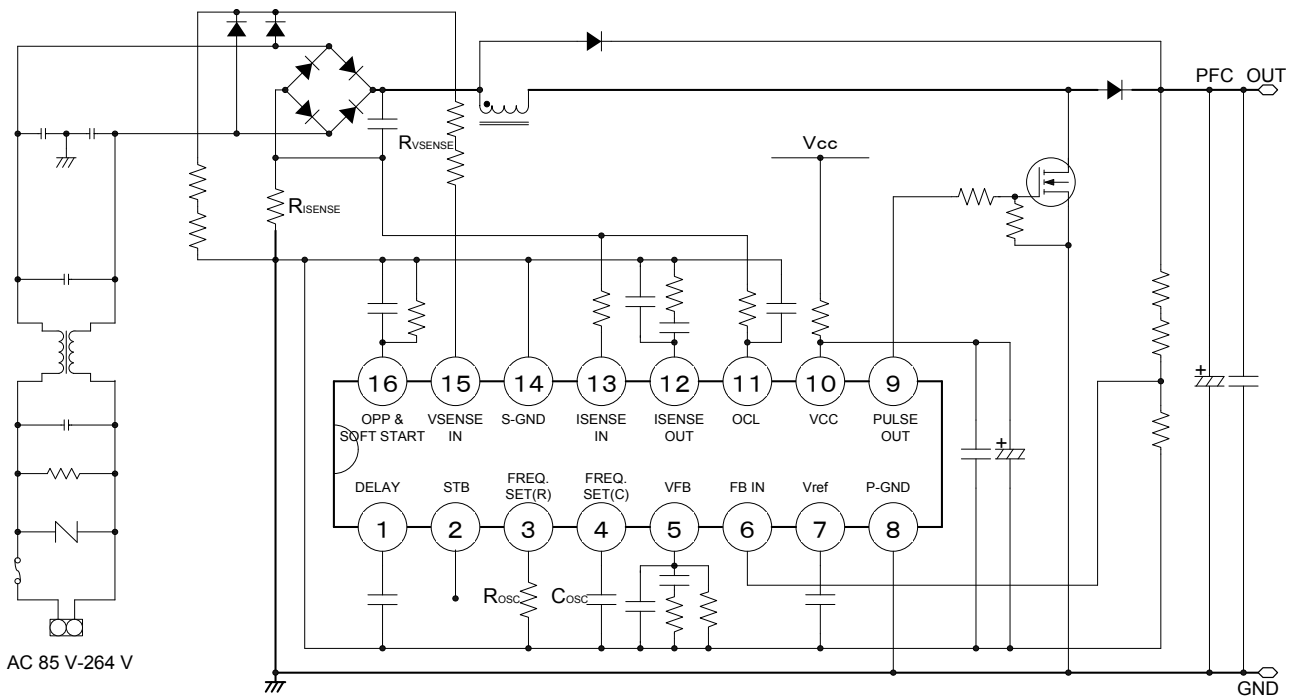 PFC OUT
RVSENSE
Vcc
RISENSE
16 15 14 13 12 11 10 9
OPP & SOFT START
VSENSE IN
S-GND
ISENSE IN
ISENSE OUT
OCL
VCC
PULSE OUT
+
+
DELAY
STB
FREQ. SET(R)
FREQ. SET(C)
VFB
FB IN
Vref
P-GND
1 2 3 4 5 6 7 8
ROSC
COSC
AC 85 V-264 V
GND